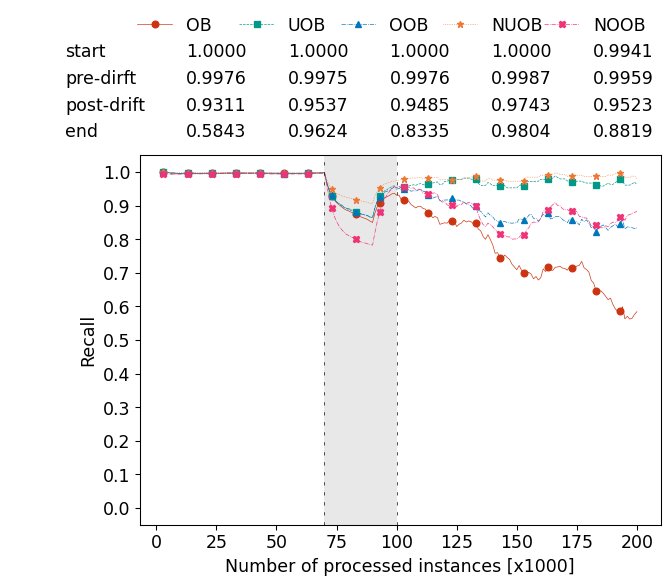 OB UOB OOB NUOB NOOB
start 1.0000 1.0000 1.0000 1.0000 0.9941
pre-dirft 0.9976 0.9975 0.9976 0.9987 0.9959
post-drift 0.9311 0.9537 0.9485 0.9743 0.9523
end 0.5843 0.9624 0.8335 0.9804 0.8819
1.0
0.9
0.8
0.7
0.6
0.5
0.4
0.3
0.2
0.1
0.0
Recall
0 25 50 75 100 125 150 175 200
Number of processed instances [x1000]